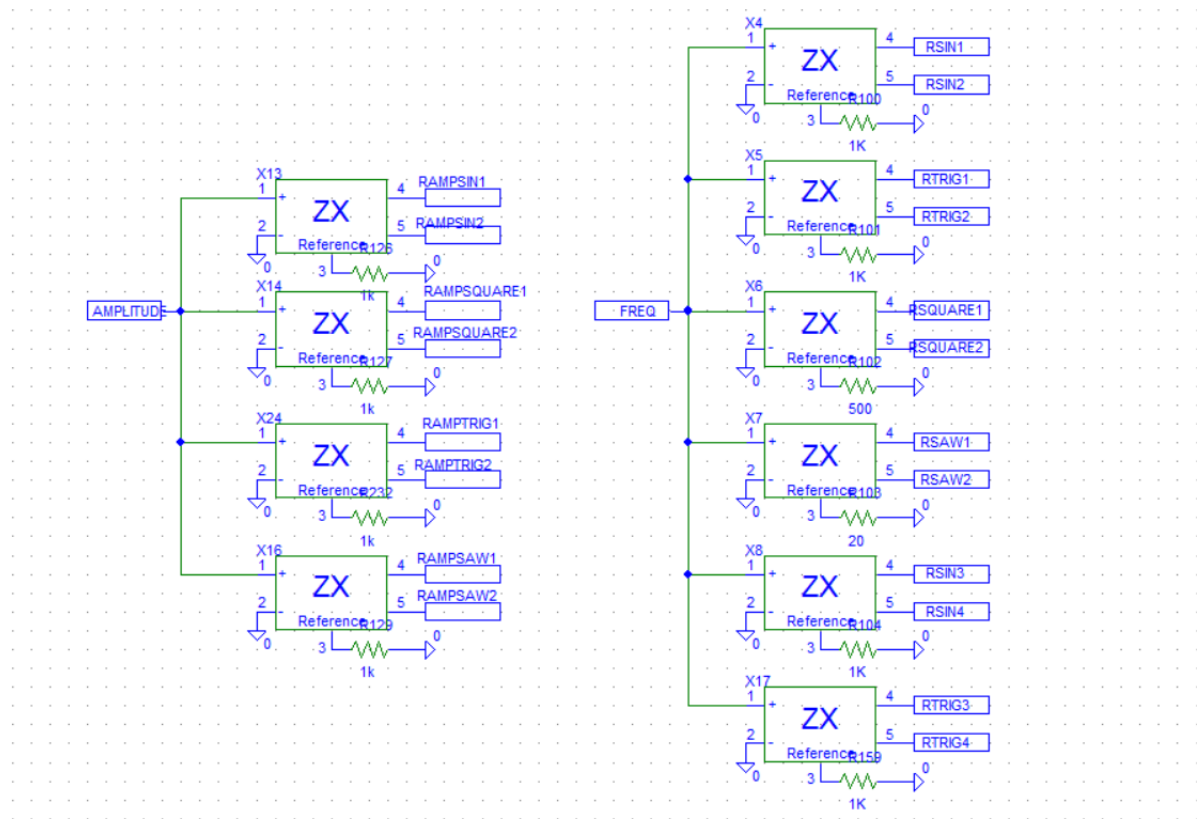 X13
1
+
ZX
4
RAMPSIN1
2
-
5
RAMPSIN2
Reference
R126
0
3
0
1k
AMPLITUDE
X14
1
+
ZX
4
RAMPSQUARE1
2
-
5
RAMPSQUARE2
Reference
R127
0
3
0
1k
X24
1
+
ZX
4
RAMPTRIG1
2
-
5
RAMPTRIG2
Reference
R232
0
3
0
1k
X16
1
+
ZX
4
RAMPSAW1
2
-
5
RAMPSAW2
Reference
R129
0
3
0
1k
FREQ
X4
1
+
ZX
4
RSIN1
2
-
5
RSIN2
Reference
R100
0
3
0
1K
X5
1
+
ZX
4
RTRIG1
2
-
5
RTRIG2
Reference
R101
0
3
0
1K
X6
1
+
ZX
4
RSQUARE1
2
-
5
RSQUARE2
Reference
R102
0
3
0
500
X7
1
+
ZX
4
RSAW1
2
-
5
RSAW2
Reference
R103
0
3
0
20
X8
1
+
ZX
4
RSIN3
2
-
5
RSIN4
Reference
R104
0
3
0
1K
X17
1
+
ZX
4
RTRIG3
2
-
5
RTRIG4
Reference
R159
0
3
0
1K